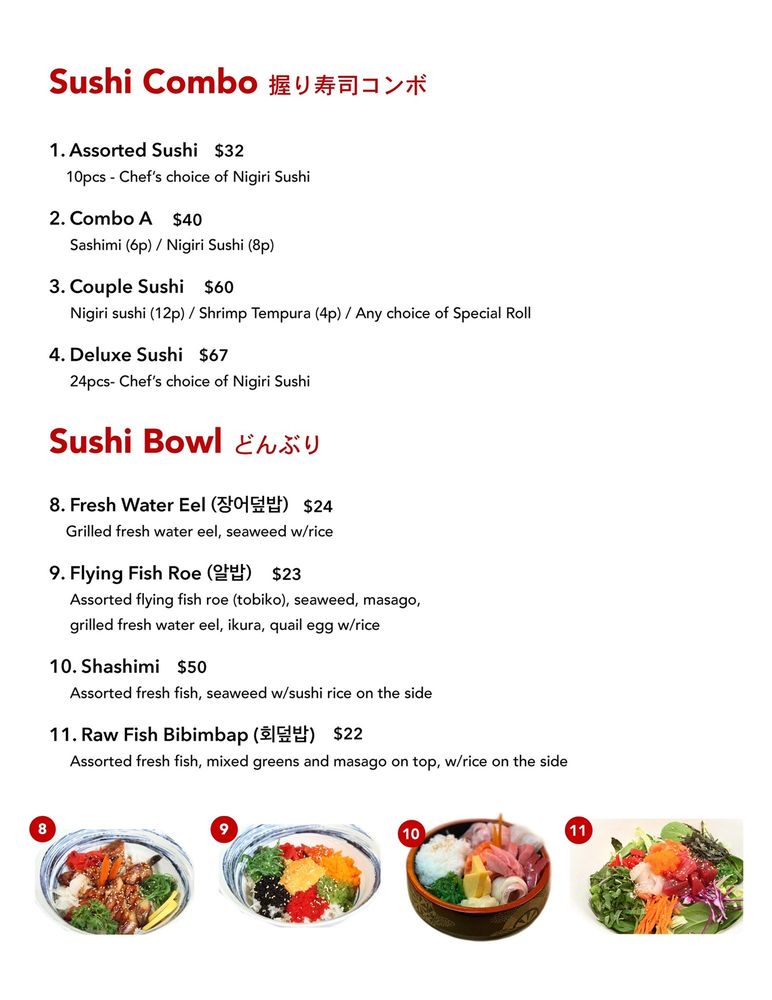 Sushi Combo 握り寿司コンボ
1. Assorted Sushi $32
10pcs - Chef's choice of Nigiri Sushi
2. Combo A $40
Sashimi (6p) / Nigiri Sushi (8p)
3. Couple Sushi $60
Nigiri sushi (12p) / Shrimp Tempura (4p) / Any choice of Special Roll
4. Deluxe Sushi $67
24pcs- Chef's choice of Nigiri Sushi
Sushi Bowl どんぶり
8. Fresh Water Eel (장어덮밥) $24
Grilled fresh water eel, seaweed w/rice
9. Flying Fish Roe (알밥) $23
Assorted flying fish roe (tobiko), seaweed, masago,
grilled fresh water eel, ikura, quail egg w/rice
10. Shashimi $50
Assorted fresh fish, seaweed w/sushi rice on the side
11. Raw Fish Bibimbap (회덮밥) $22
Assorted fresh fish, mixed greens and masago on top, w/rice on the side
8 9 10 11